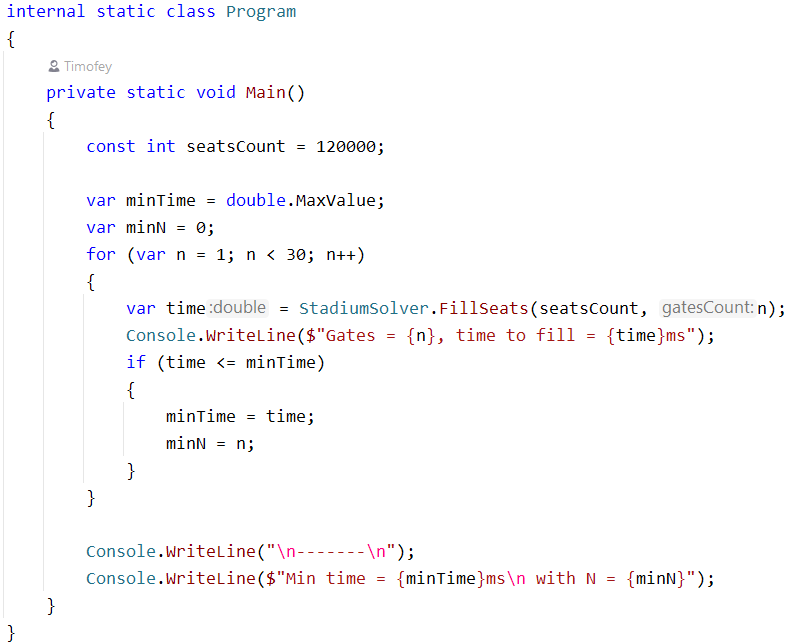 internal static class Program
{
Timofey
private static void Main()
{
const int seatsCount = 120000;
var minTime = double.MaxValue;
var minN = 0;
for (var n = 1; n < 30; n++)
{
var time:double = StadiumSolver.FillSeats(seatsCount, gatesCount:n);
Console.WriteLine($"Gates = {n}, time to fill = {time}ms");
if (time <= minTime)
{
minTime = time;
minN = n;
}
}
Console.WriteLine("\n-------\n");
Console.WriteLine($"Min time = {minTime}ms\n with N = {minN}");
}
}